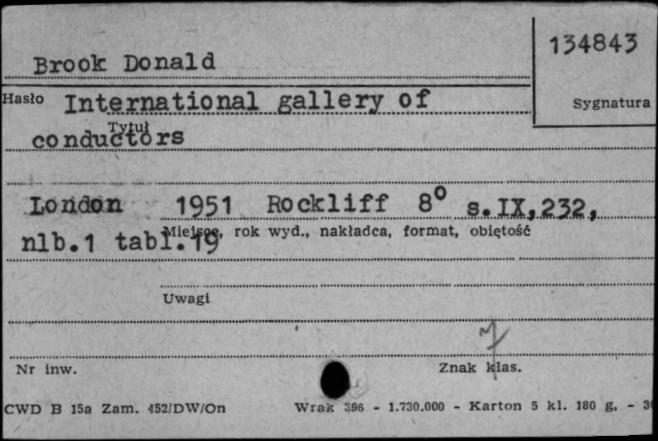 134843
Brook Donald
Hasło International gallery of
Sygnatura
Tytuł
conductors
London 1951 Rockliff 8° s.IX,232,
Miejsce, rok wyd., nakładca, format, objętość
nlb.1 tabl.19
Uwagi
Nr inw.
Znak klas.
CWD B 15a Zam. 452/DW/On Wrak 396 - 1.730.000 - Karton 5 kl. 180 g. -